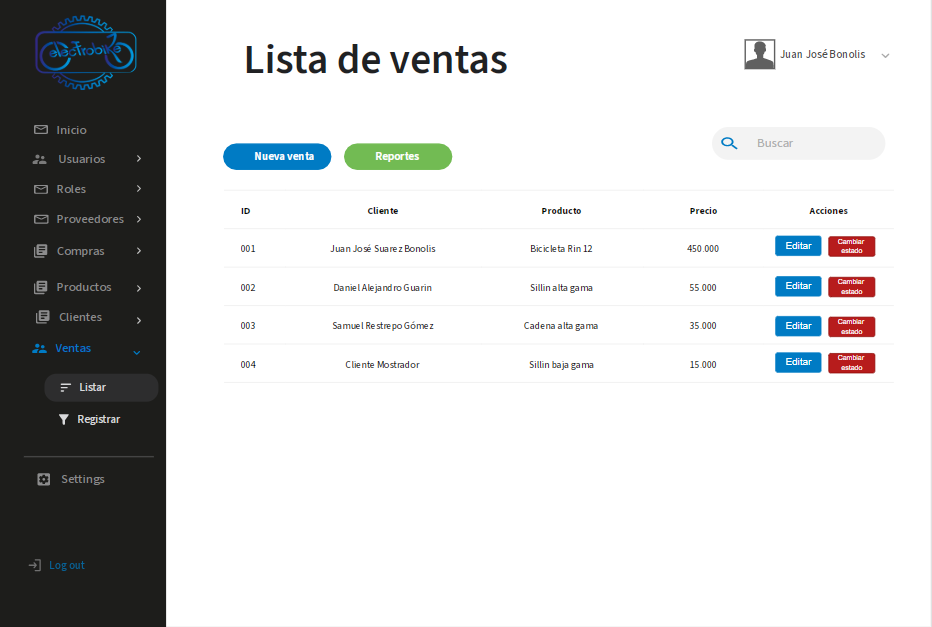 electrobike
Inicio
Usuarios
Roles
Proveedores
Compras
Productos
Clientes
Ventas
Listar
Registrar
Settings
Log out
Lista de ventas
Juan José Bonolis
Nueva venta
Reportes
Buscar
ID Cliente Producto Precio Acciones
001 Juan José Suarez Bonolis Bicicleta Rin 12 450.000 Editar Cambiar estado
002 Daniel Alejandro Guarin Sillin alta gama 55.000 Editar Cambiar estado
003 Samuel Restrepo Gómez Cadena alta gama 35.000 Editar Cambiar estado
004 Cliente Mostrador Sillin baja gama 15.000 Editar Cambiar estado